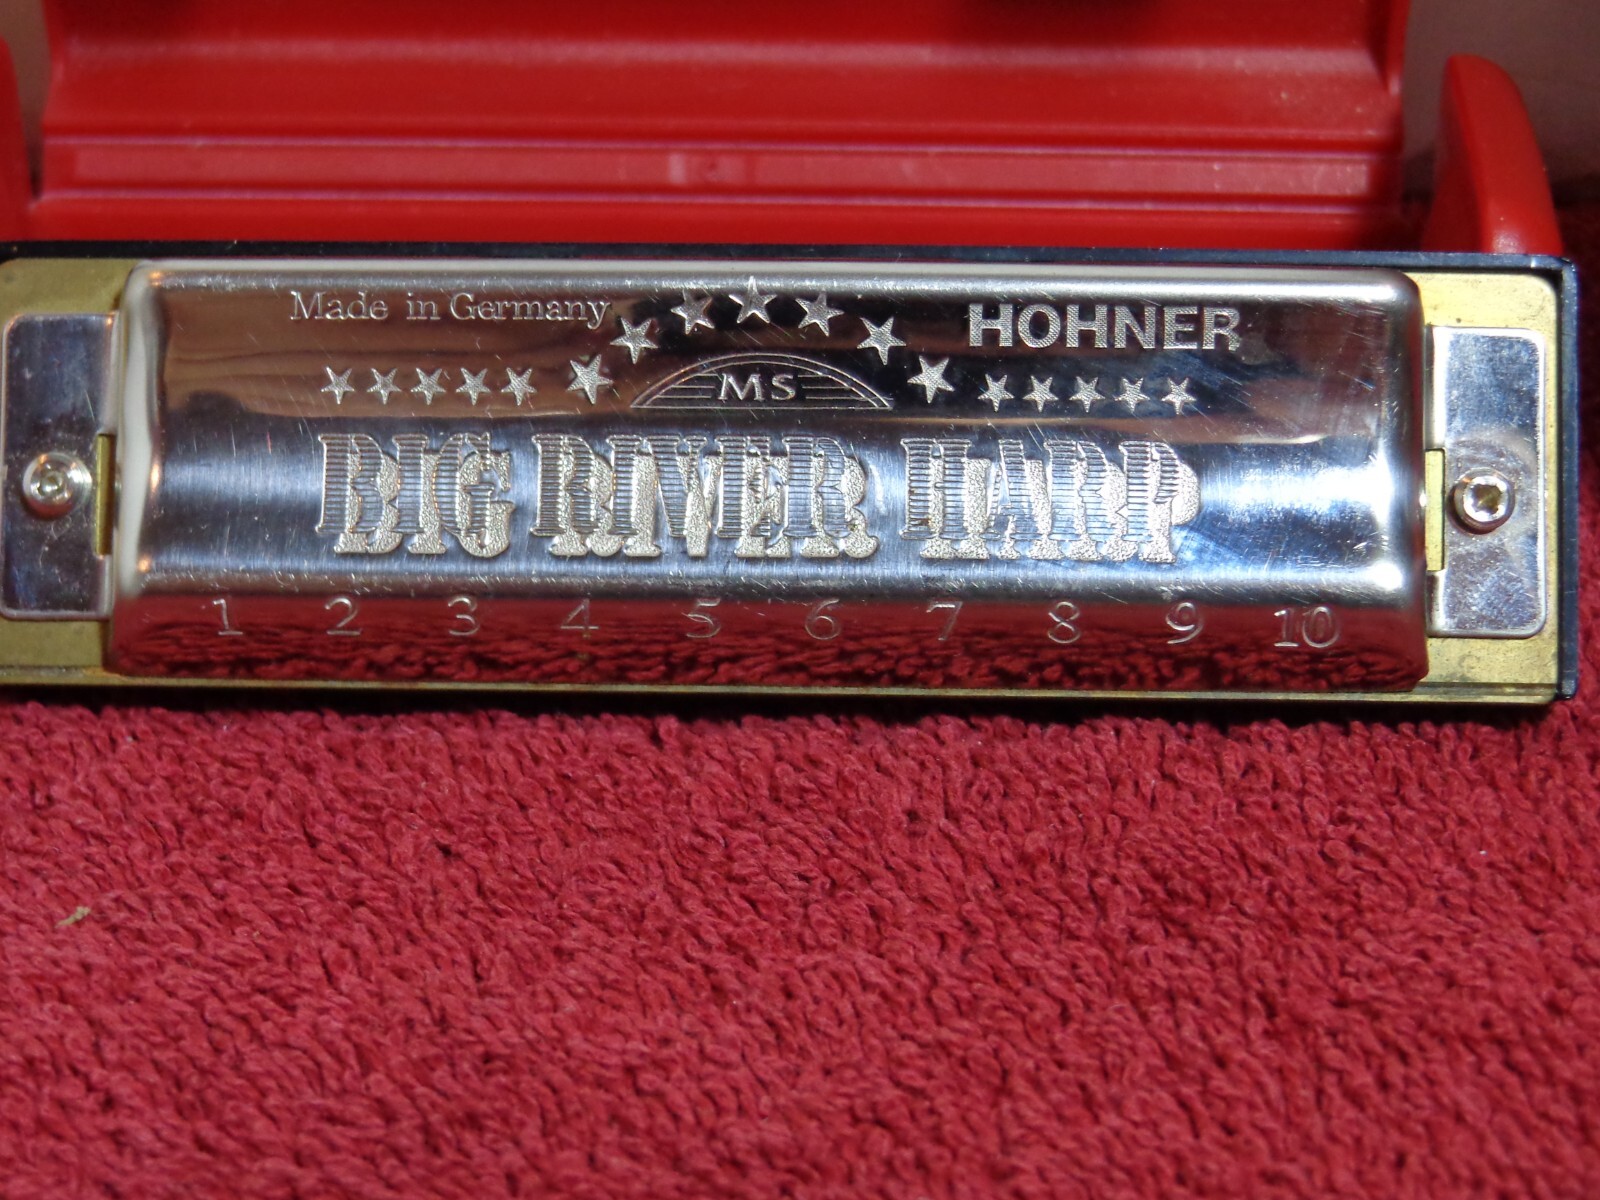 Made in Germany HOHNER
MS
BIG RIVER HARP
1 2 3 4 5 6 7 8 9 10